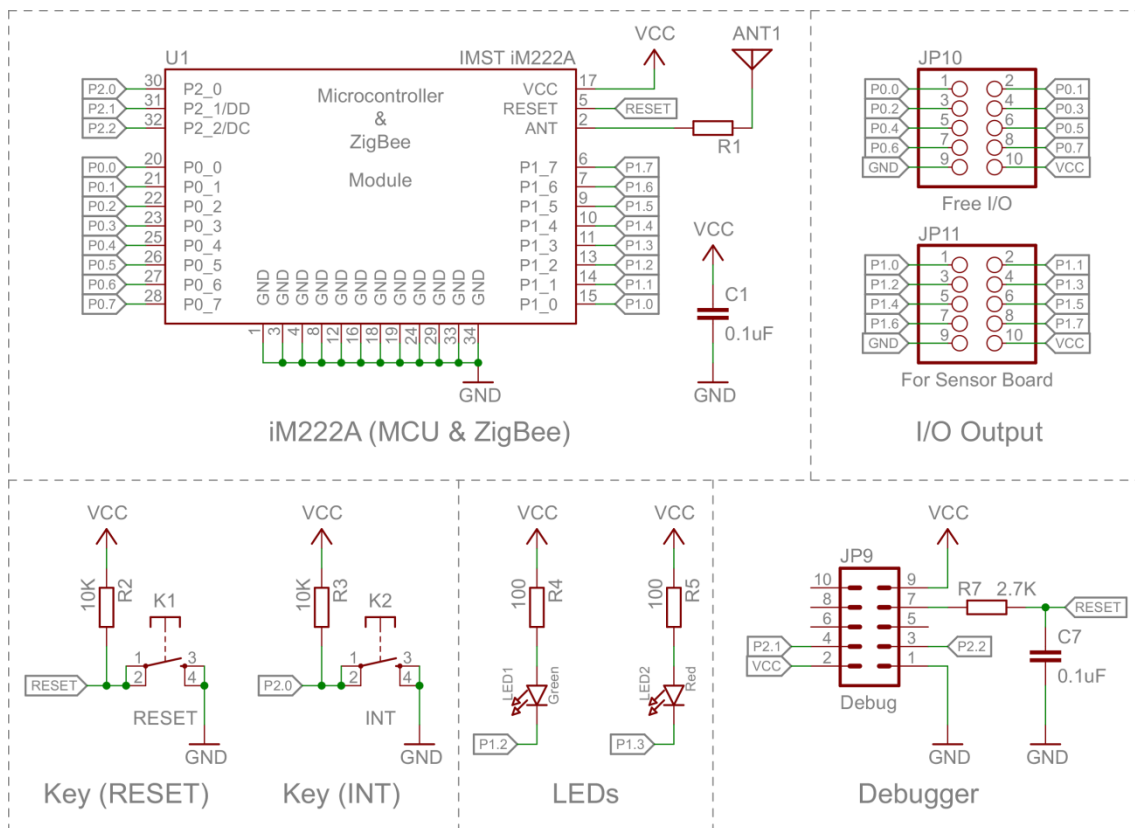 U1
IMST iM222A
VCC
ANT1
Microcontroller
&
ZigBee
Module
P2.0 30 P2_0
P2.1 31 P2_1/DD
P2.2 32 P2_2/DC
P0.0 20 P0_0
P0.1 21 P0_1
P0.2 22 P0_2
P0.3 23 P0_3
P0.4 25 P0_4
P0.5 26 P0_5
P0.6 27 P0_6
P0.7 28 P0_7
VCC 17
RESET 5 RESET
ANT 2
R1
P1_7 6 P1.7
P1_6 7 P1.6
P1_5 9 P1.5
P1_4 10 P1.4
P1_3 11 P1.3
P1_2 13 P1.2
P1_1 14 P1.1
P1_0 15 P1.0
GND GND GND GND GND GND GND GND GND GND GND GND
1 3 4 8 12 16 18 19 24 29 33 34
GND
VCC
C1
0.1uF
GND
iM222A (MCU & ZigBee)
JP10
P0.0 1 2 P0.1
P0.2 3 4 P0.3
P0.4 5 6 P0.5
P0.6 7 8 P0.7
GND 9 10 VCC
Free I/O
JP11
P1.0 1 2 P1.1
P1.2 3 4 P1.3
P1.4 5 6 P1.5
P1.6 7 8 P1.7
GND 9 10 VCC
For Sensor Board
I/O Output
VCC
10K
R2
K1
1 3
2 4
RESET
RESET
GND
Key (RESET)
VCC
10K
R3
K2
1 3
2 4
P2.0
INT
GND
Key (INT)
VCC
100
R4
LED1
Green
P1.2
VCC
100
R5
LED2
Red
P1.3
LEDs
VCC
JP9
10 9
8 7
6 5
P2.1 4 3 P2.2
VCC 2 1
Debug
R7 2.7K
RESET
C7
0.1uF
GND
GND
Debugger